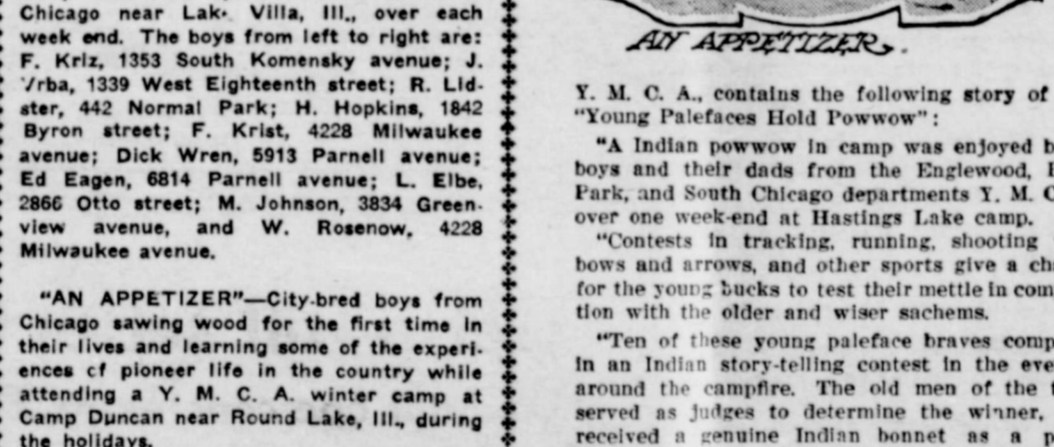 Chicago near Lak. Villa, Ill., over each
week end. The boys from left to right are:
F. Kriz, 1353 South Komensky avenue; J.
Vrba, 1339 West Eighteenth street; R. Lid-
ster, 442 Normal Park; H. Hopkins, 1842
Byron street; F. Krist, 4228 Milwaukee
avenue; Dick Wren, 5913 Parnell avenue;
Ed Eagen, 6814 Parnell avenue; L. Elbe,
2866 Otto street; M. Johnson, 3834 Green-
view avenue, and W. Rosenow, 4228
Milwaukee avenue.
"AN APPETIZER"—City-bred boys from
Chicago sawing wood for the first time in
their lives and learning some of the experi-
ences of pioneer life in the country while
attending a Y. M. C. A. winter camp at
Camp Duncan near Round Lake, Ill., during
the holidays.
AN APPETIZER.
Y. M. C. A., contains the following story of
"Young Palefaces Hold Powwow":
"A Indian powwow in camp was enjoyed b
boys and their dads from the Englewood,
Park, and South Chicago departments Y. M. C
over one week-end at Hastings Lake camp.
"Contests in tracking, running, shooting
bows and arrows, and other sports give a ch
for the young bucks to test their mettle in com
tion with the older and wiser sachems.
"Ten of these young paleface braves comp
in an Indian story-telling contest in the eve
around the campfire. The old men of the
served as judges to determine the winner,
received a genuine Indian bonnet as a